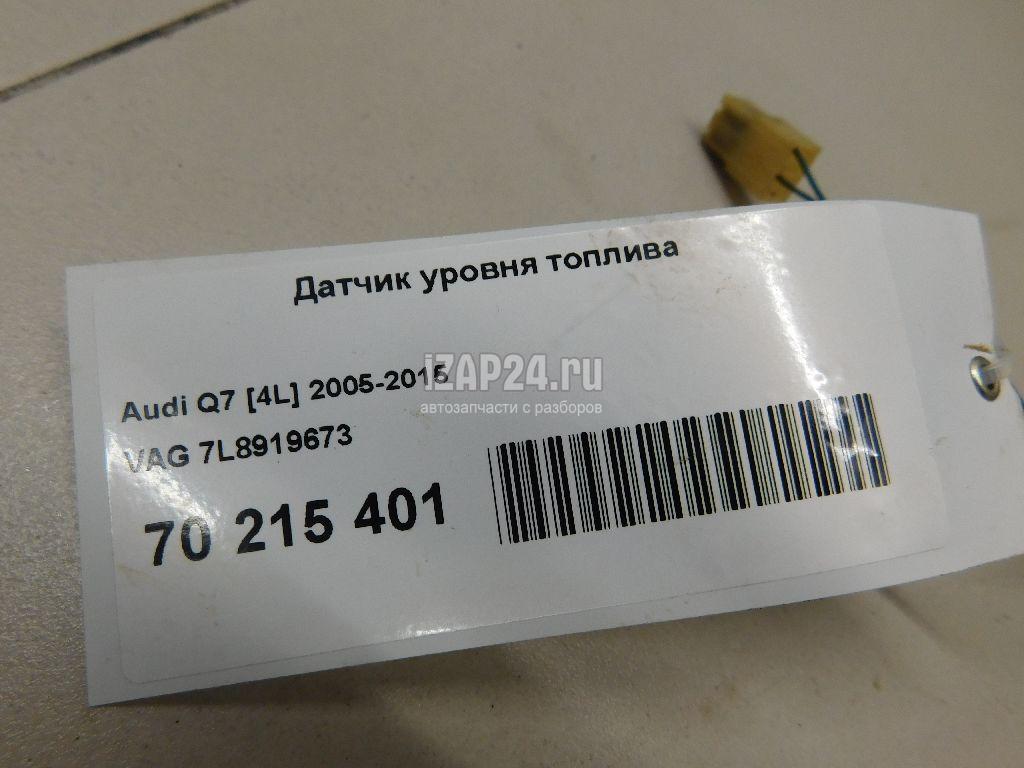 Датчик уровня топлива
iZAP24.ru
автозапчасти с разборов
Audi Q7 [4L] 2005-2015
VAG 7L8919673
70 215 401